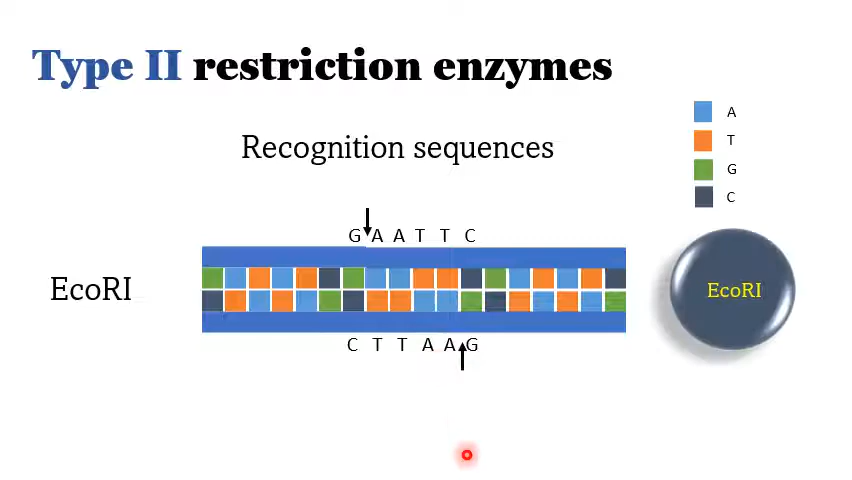 Type II restriction enzymes
A
Recognition sequences
T
G
C
G A A T T C
EcoRI
EcoRI
C T T A A G